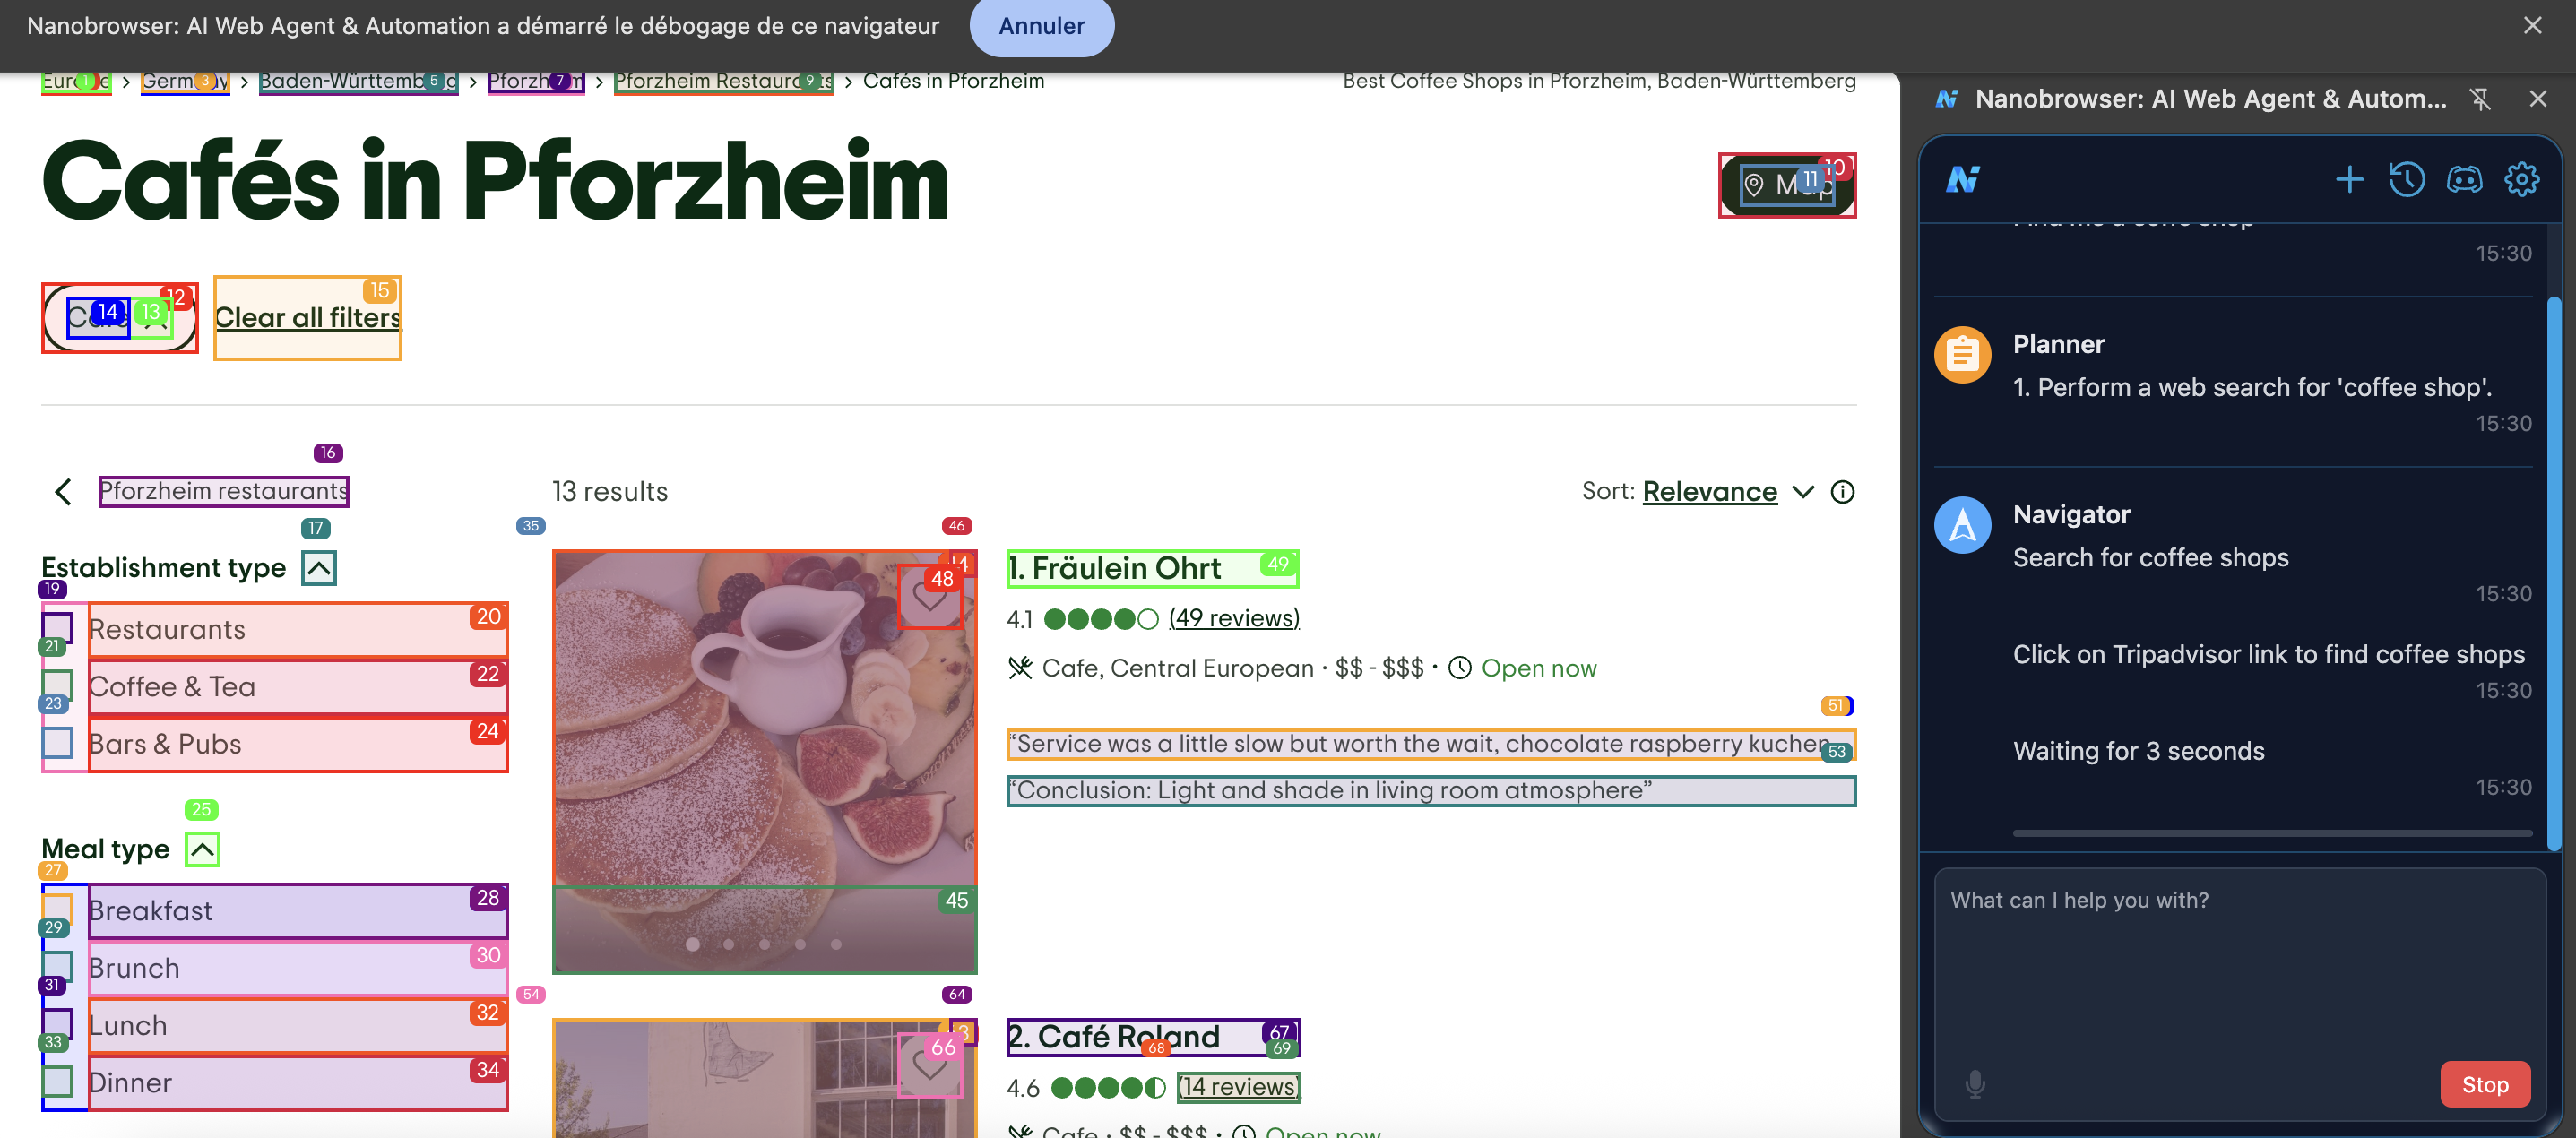 Nanobrowser: AI Web Agent & Automation a démarré le débogage de ce navigateur
Annuler
1 3 Baden-Württemb 5 7 Pforzheim Restaurants 9 > Cafés in Pforzheim
Best Coffee Shops in Pforzheim, Baden-Württemberg
Cafés in Pforzheim
10
11
12
14 13
15
Clear all filters
16
Pforzheim restaurants
13 results
Sort: Relevance
17
35
46
Establishment type
19
Restaurants 20
21
Coffee & Tea 22
23
Bars & Pubs 24
25
Meal type
27
Breakfast 28
29
Brunch 30
31
Lunch 32
33
Dinner 34
48
45
1. Fräulein Ohrt 49
4.1 (49 reviews)
Cafe, Central European · $$ - $$$ · Open now
51
“Service was a little slow but worth the wait, chocolate raspberry kuchen
53
“Conclusion: Light and shade in living room atmosphere”
54
64
66
2. Café Roland 67
68 69
4.6 (14 reviews)
Cafe · $$ - $$$ · Open now
Nanobrowser: AI Web Agent & Autom...
15:30
Planner
1. Perform a web search for 'coffee shop'.
15:30
Navigator
Search for coffee shops
15:30
Click on Tripadvisor link to find coffee shops
15:30
Waiting for 3 seconds
15:30
What can I help you with?
Stop